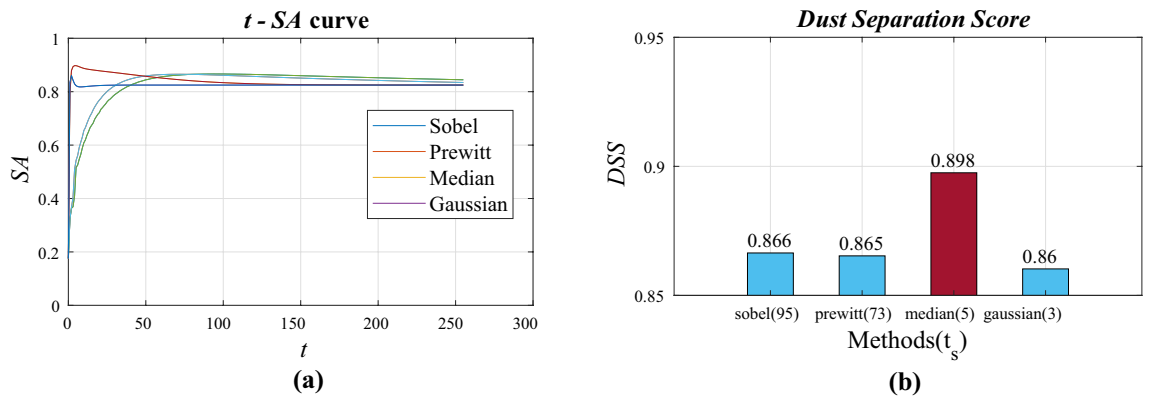 t - SA curve
1
0.8
0.6
0.4
0.2
0
SA
0 50 100 150 200 250 300
t
Sobel
Prewitt
Median
Gaussian
(a)
Dust Separation Score
0.95
0.9
0.85
DSS
0.866
0.865
0.898
0.86
sobel(95) prewitt(73) median(5) gaussian(3)
Methods(t_s)
(b)